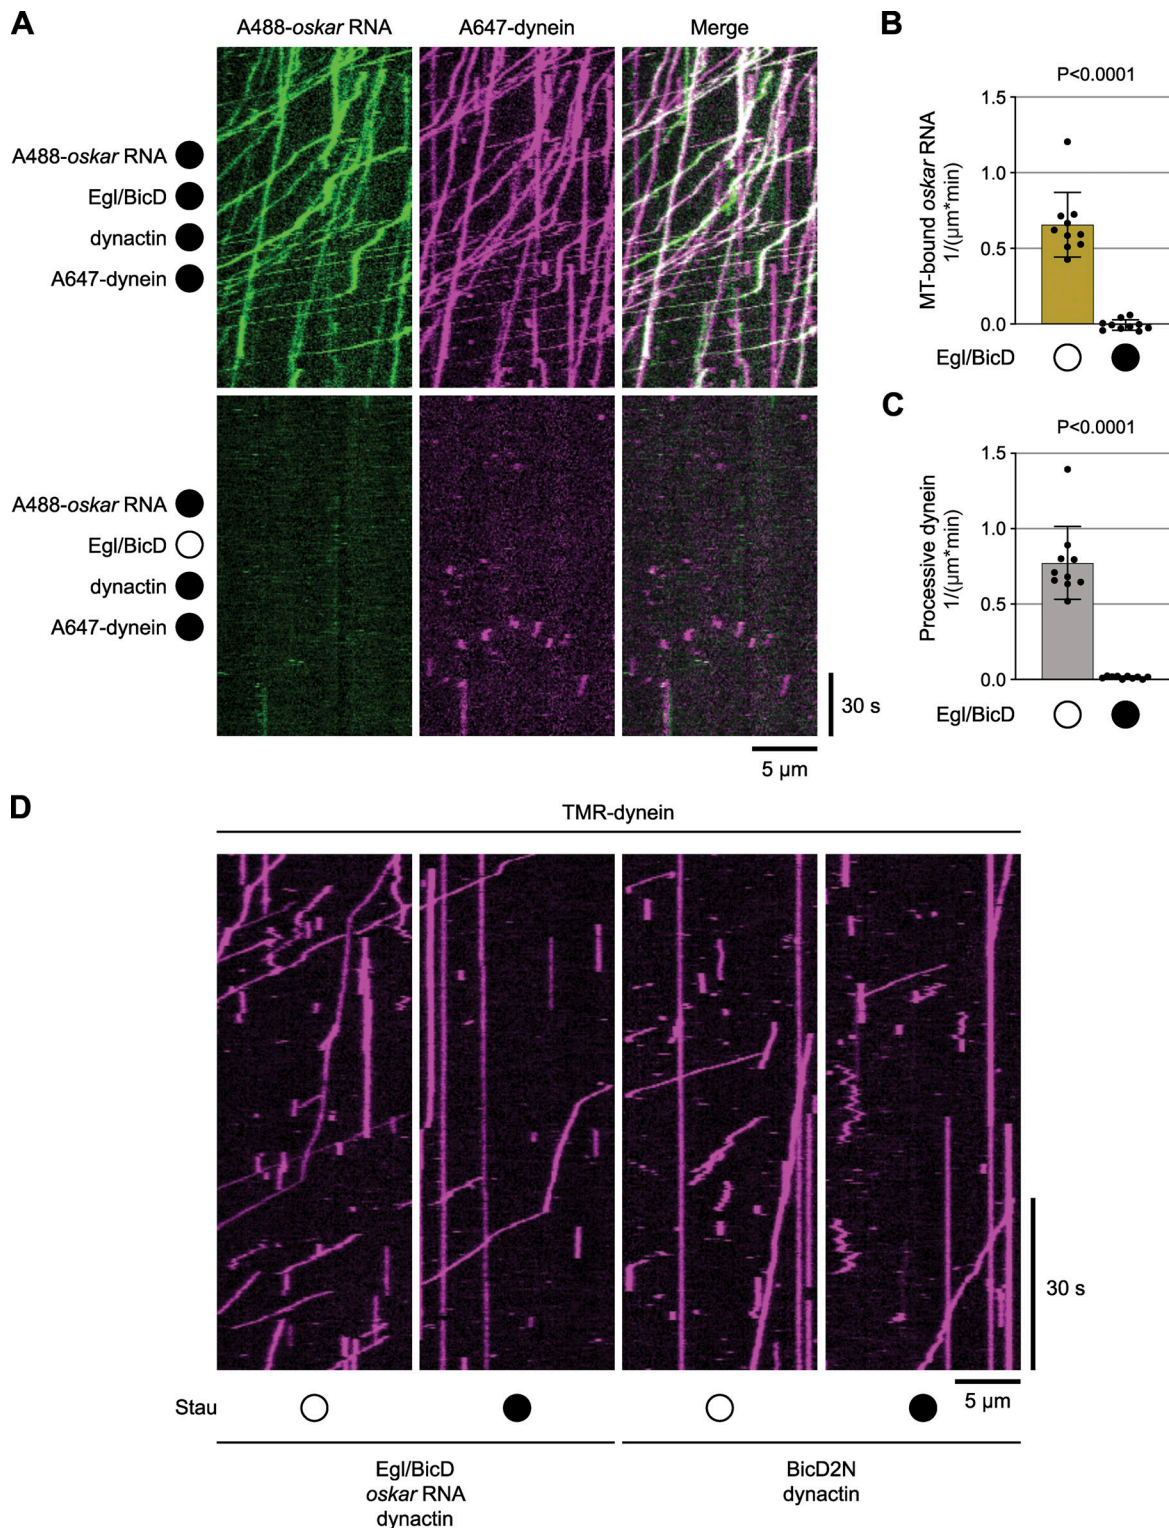 A
A488-oskar RNA
A647-dynein
Merge
A488-oskar RNA
Egl/BicD
dynactin
A647-dynein
A488-oskar RNA
Egl/BicD
dynactin
A647-dynein
30 s
5 µm
B
P<0.0001
MT-bound oskar RNA
1/(µm*min)
1.5
1.0
0.5
0.0
Egl/BicD
C
P<0.0001
Processive dynein
1/(µm*min)
1.5
1.0
0.5
0.0
Egl/BicD
D
TMR-dynein
30 s
5 µm
Stau
Egl/BicD
oskar RNA
dynactin
BicD2N
dynactin